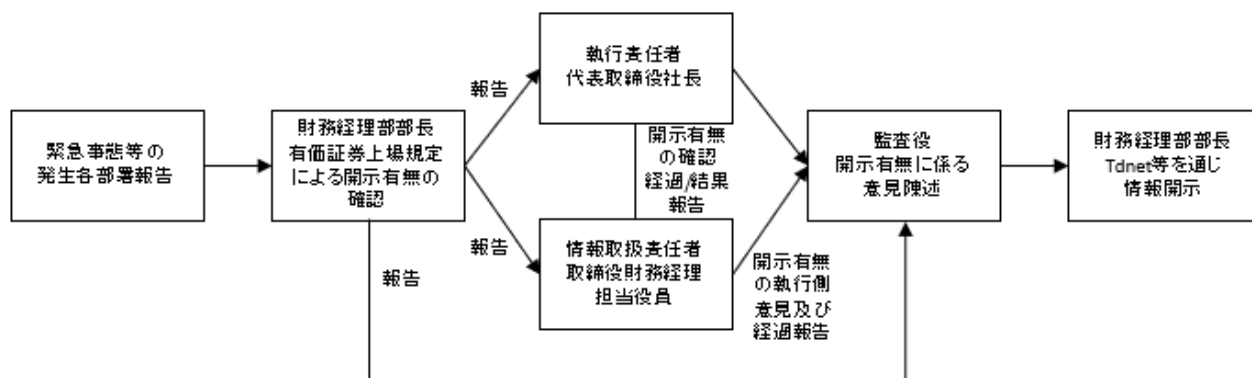 緊急事態等の
発生各部署報告
財務経理部部長
有価証券上場規定
による開示有無の
確認
報告
報告
報告
執行責任者
代表取締役社長
開示有無
の確認
経過/結果
報告
情報取扱責任者
取締役財務経理
担当役員
開示有無
の執行側
意見及び
経過報告
監査役
開示有無に係る
意見陳述
財務経理部部長
Tdnet等を通じ
情報開示